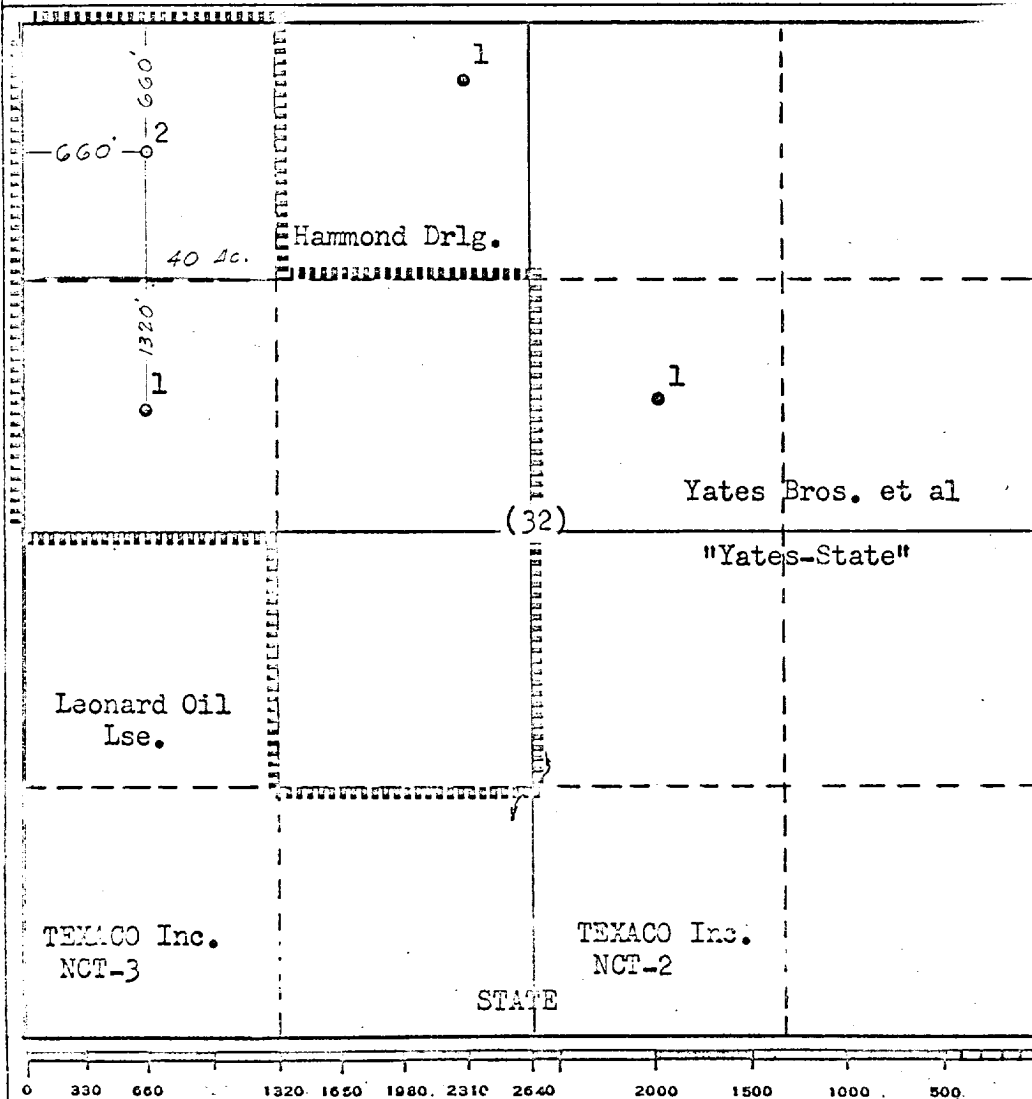 1
660'
660'
2
Hammond Drlg.
40 Ac.
1320'
1
1
Yates Bros. et al
(32)
"Yates-State"
Leonard Oil
Lse.
TEXACO Inc.
NCT-3
TEXACO Inc.
NCT-2
STATE
0 330 660 1320 1650 1980. 2310 2640 2000 1500 1000 500.